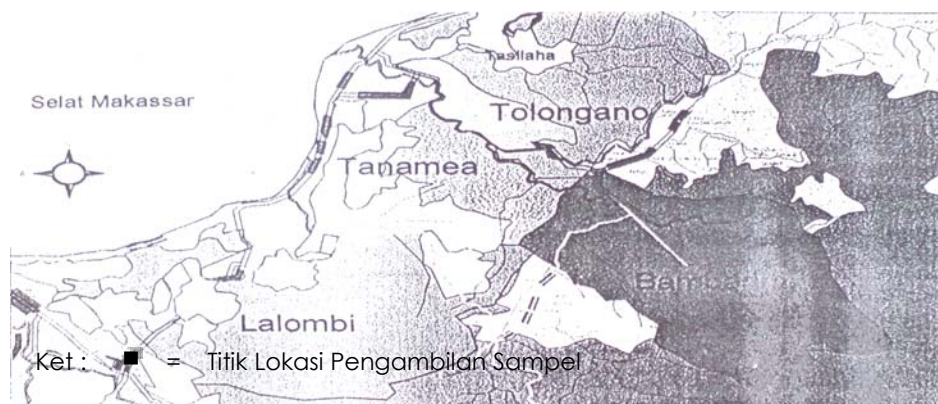 Tasilaha
Selat Makassar
Tolongano
Tanamea
Lalombi
Ket : ■ = Titik Lokasi Pengambilan Sampel